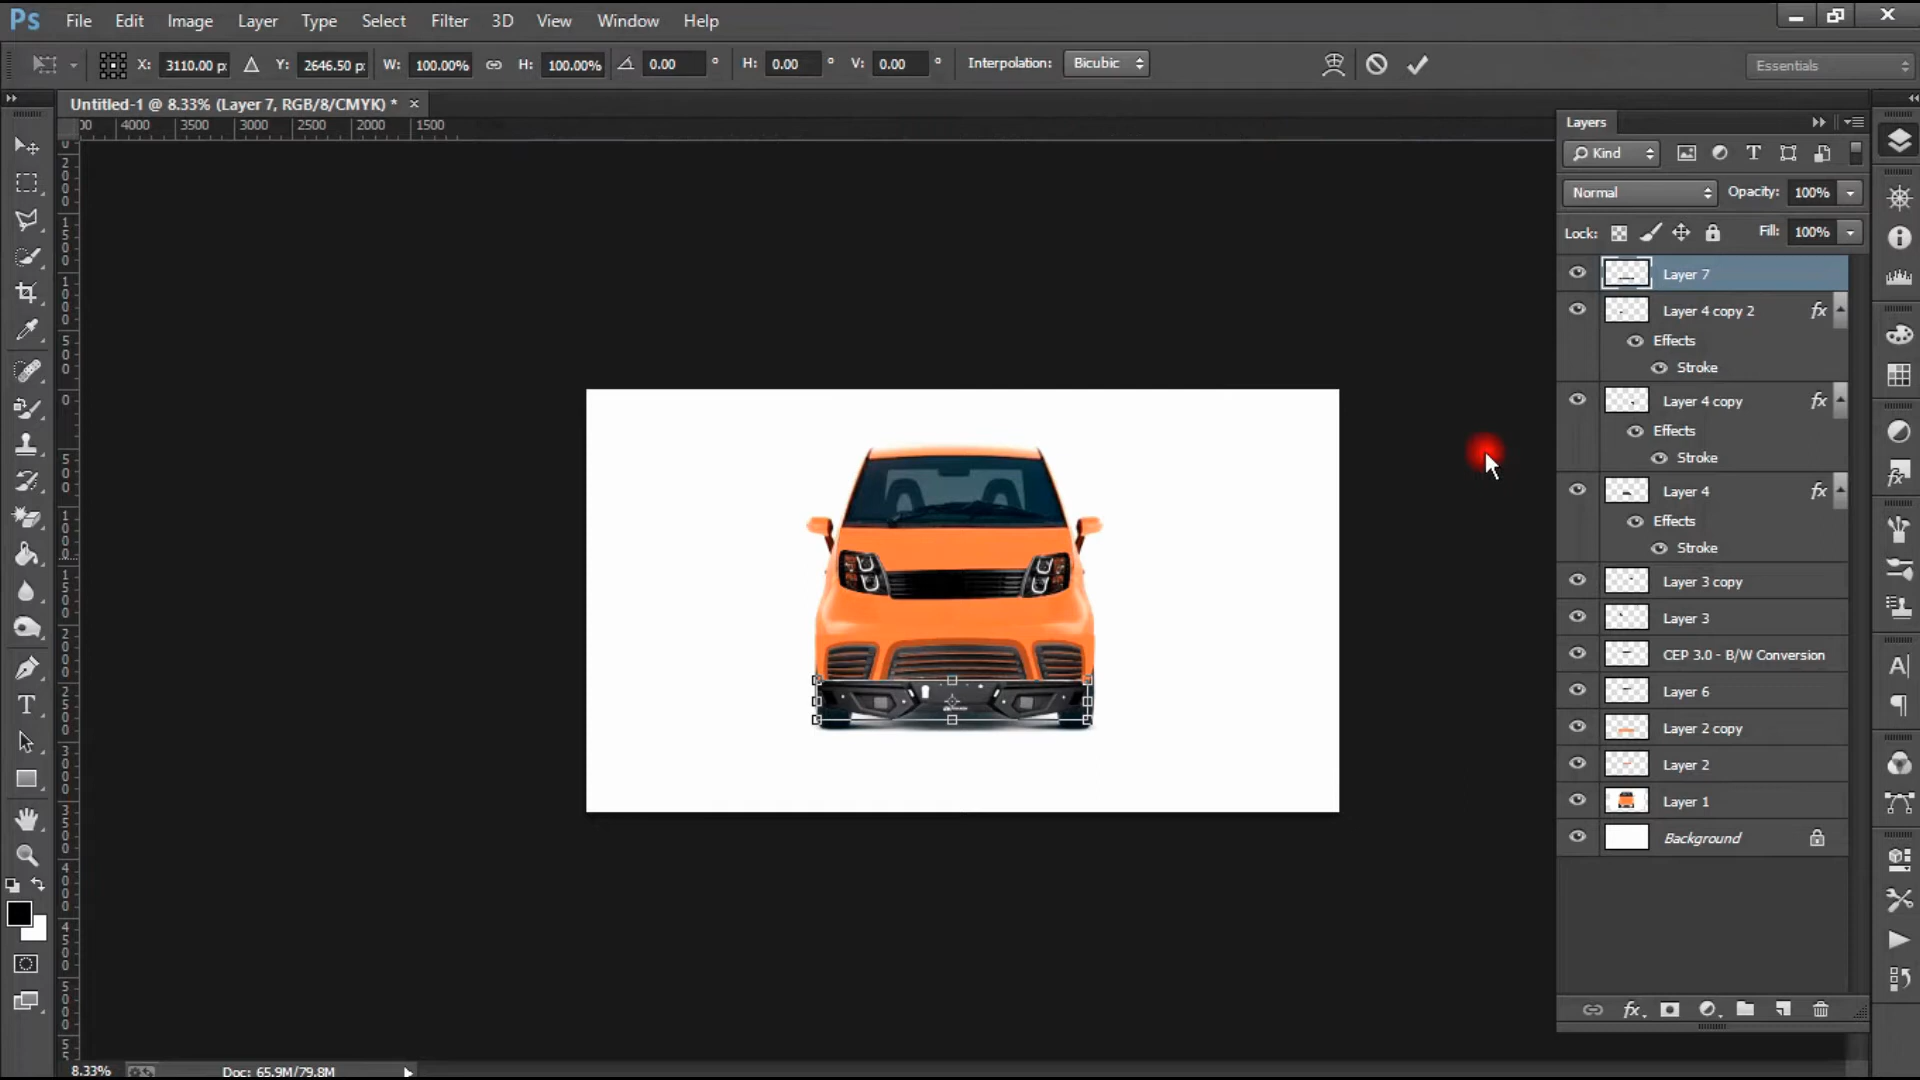 Ps File Edit Image Layer Type Select Filter 3D View Window Help
X: 3110.00 p Y: 2646.50 p W: 100.00% H: 100.00% 0.00 ° H: 0.00 ° V: 0.00 ° Interpolation: Bicubic Essentials
Untitled-1 @ 8.33% (Layer 7, RGB/8/CMYK) * ×
00 4000 3500 3000 2500 2000 1500
Layers
Kind
Normal Opacity: 100%
Lock: Fill: 100%
Layer 7
Layer 4 copy 2 fx
Effects
Stroke
Layer 4 copy fx
Effects
Stroke
Layer 4 fx
Effects
Stroke
Layer 3 copy
Layer 3
CEP 3.0 - B/W Conversion
Layer 6
Layer 2 copy
Layer 2
Layer 1
Background
8.33% Doc: 65.9M/79.8M